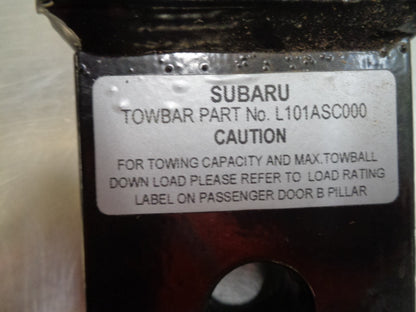 SUBARU
TOWBAR PART No. L101ASC000
CAUTION
FOR TOWING CAPACITY AND MAX.TOWBALL
DOWN LOAD PLEASE REFER TO LOAD RATING
LABEL ON PASSENGER DOOR B PILLAR